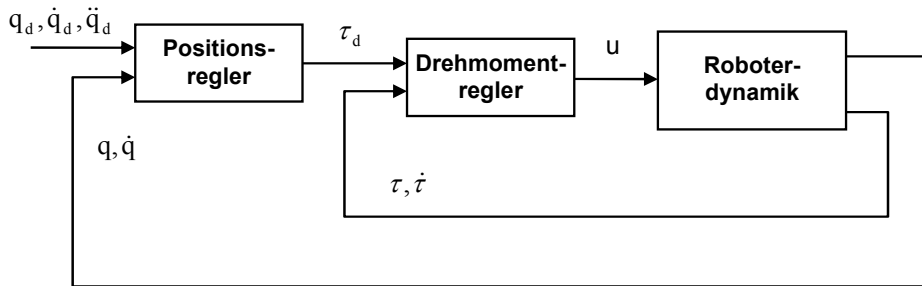 q_d, q̇_d, q̈_d
Positions-
regler
τ_d
Drehmoment-
regler
u
Roboter-
dynamik
q, q̇
τ, τ̇